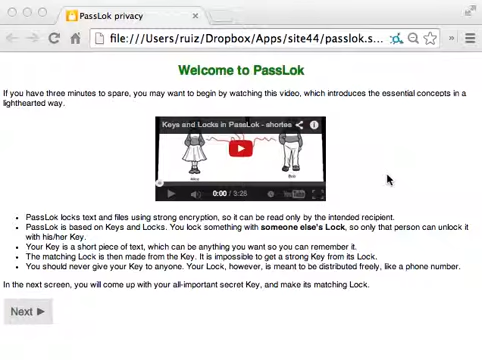 PassLok privacy
file:///Users/ruiz/Dropbox/Apps/site44/passlok.s...
Welcome to PassLok
If you have three minutes to spare, you may want to begin by watching this video, which introduces the essential concepts in a
lighthearted way.
Keys and Locks in PassLok - shortes
Alice
Bob
0:00 / 3:25
YouTube
• PassLok locks text and files using strong encryption, so it can be read only by the intended recipient.
• PassLok is based on Keys and Locks. You lock something with someone else's Lock, so only that person can unlock it
with his/her Key.
• Your Key is a short piece of text, which can be anything you want so you can remember it.
• The matching Lock is then made from the Key. It is impossible to get a strong Key from its Lock.
• You should never give your Key to anyone. Your Lock, however, is meant to be distributed freely, like a phone number.
In the next screen, you will come up with your all-important secret Key, and make its matching Lock.
Next ►